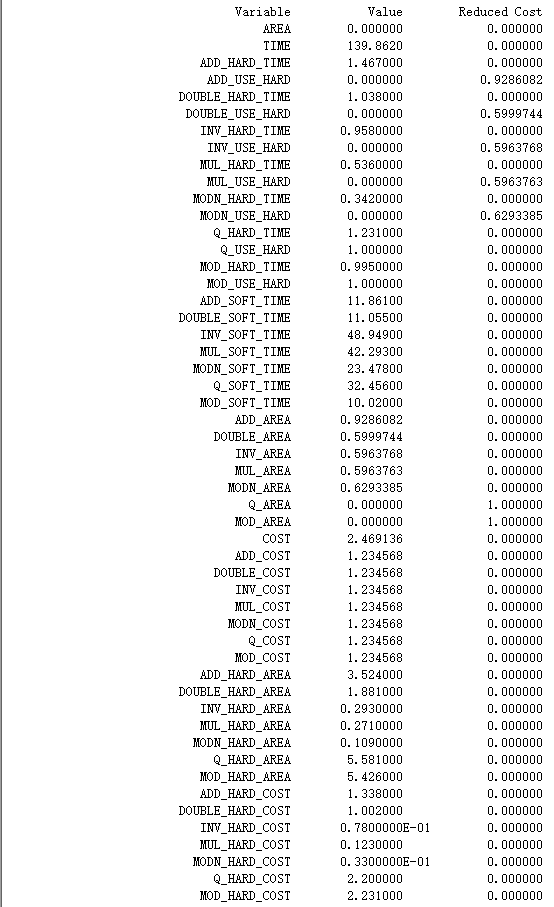 Variable Value Reduced Cost
AREA 0.000000 0.000000
TIME 139.8620 0.000000
ADD_HARD_TIME 1.467000 0.000000
ADD_USE_HARD 0.000000 0.9286082
DOUBLE_HARD_TIME 1.038000 0.000000
DOUBLE_USE_HARD 0.000000 0.5999744
INV_HARD_TIME 0.9580000 0.000000
INV_USE_HARD 0.000000 0.5963768
MUL_HARD_TIME 0.5360000 0.000000
MUL_USE_HARD 0.000000 0.5963763
MODN_HARD_TIME 0.3420000 0.000000
MODN_USE_HARD 0.000000 0.6293385
Q_HARD_TIME 1.231000 0.000000
Q_USE_HARD 1.000000 0.000000
MOD_HARD_TIME 0.9950000 0.000000
MOD_USE_HARD 1.000000 0.000000
ADD_SOFT_TIME 11.86100 0.000000
DOUBLE_SOFT_TIME 11.05500 0.000000
INV_SOFT_TIME 48.94900 0.000000
MUL_SOFT_TIME 42.29300 0.000000
MODN_SOFT_TIME 23.47800 0.000000
Q_SOFT_TIME 32.45600 0.000000
MOD_SOFT_TIME 10.02000 0.000000
ADD_AREA 0.9286082 0.000000
DOUBLE_AREA 0.5999744 0.000000
INV_AREA 0.5963768 0.000000
MUL_AREA 0.5963763 0.000000
MODN_AREA 0.6293385 0.000000
Q_AREA 0.000000 1.000000
MOD_AREA 0.000000 1.000000
COST 2.469136 0.000000
ADD_COST 1.234568 0.000000
DOUBLE_COST 1.234568 0.000000
INV_COST 1.234568 0.000000
MUL_COST 1.234568 0.000000
MODN_COST 1.234568 0.000000
Q_COST 1.234568 0.000000
MOD_COST 1.234568 0.000000
ADD_HARD_AREA 3.524000 0.000000
DOUBLE_HARD_AREA 1.881000 0.000000
INV_HARD_AREA 0.2930000 0.000000
MUL_HARD_AREA 0.2710000 0.000000
MODN_HARD_AREA 0.1090000 0.000000
Q_HARD_AREA 5.581000 0.000000
MOD_HARD_AREA 5.426000 0.000000
ADD_HARD_COST 1.338000 0.000000
DOUBLE_HARD_COST 1.002000 0.000000
INV_HARD_COST 0.7800000E-01 0.000000
MUL_HARD_COST 0.1230000 0.000000
MODN_HARD_COST 0.3300000E-01 0.000000
Q_HARD_COST 2.200000 0.000000
MOD_HARD_COST 2.231000 0.000000